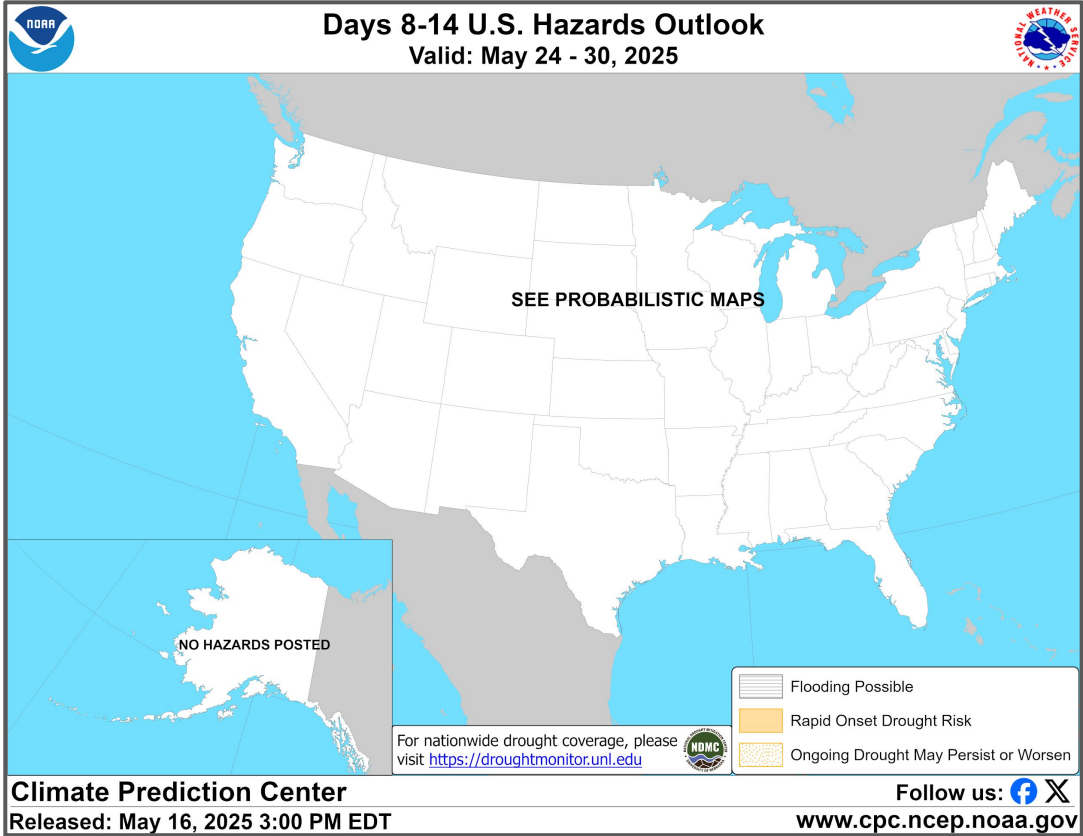 NOAA
Days 8-14 U.S. Hazards Outlook
Valid: May 24 - 30, 2025
NATIONAL WEATHER SERVICE
SEE PROBABILISTIC MAPS
NO HAZARDS POSTED
Flooding Possible
Rapid Onset Drought Risk
Ongoing Drought May Persist or Worsen
For nationwide drought coverage, please
visit https://droughtmonitor.unl.edu
NDMC
Climate Prediction Center
Released: May 16, 2025 3:00 PM EDT
Follow us:
www.cpc.ncep.noaa.gov